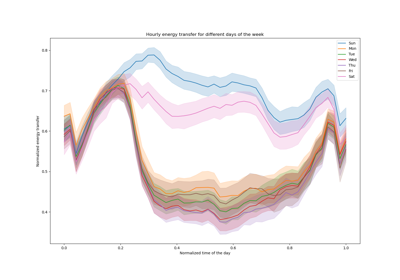 Hourly energy transfer for different days of the week
Sun
Mon
Tue
Wed
Thu
Fri
Sat
0.8
0.7
0.6
0.5
0.4
Normalized energy transfer
0.0
0.2
0.4
0.6
0.8
1.0
Normalized time of the day